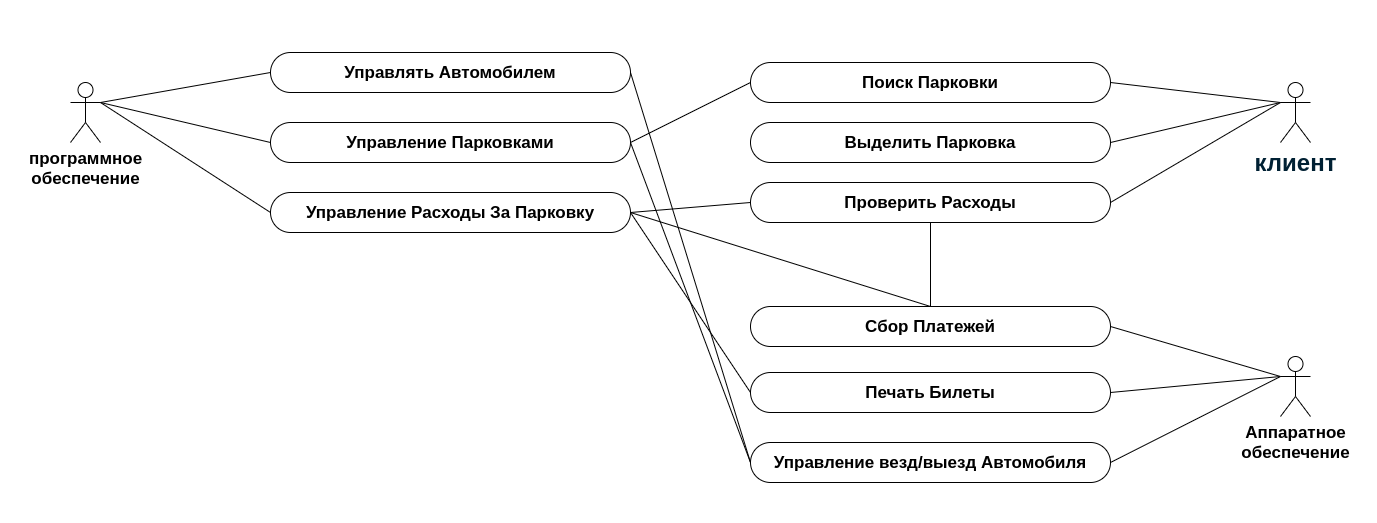 Управлять Автомобилем
Управление Парковками
Управление Расходы За Парковку
программное
обеспечение
Поиск Парковки
Выделить Парковка
Проверить Расходы
Сбор Платежей
Печать Билеты
Управление везд/выезд Автомобиля
клиент
Аппаратное
обеспечение